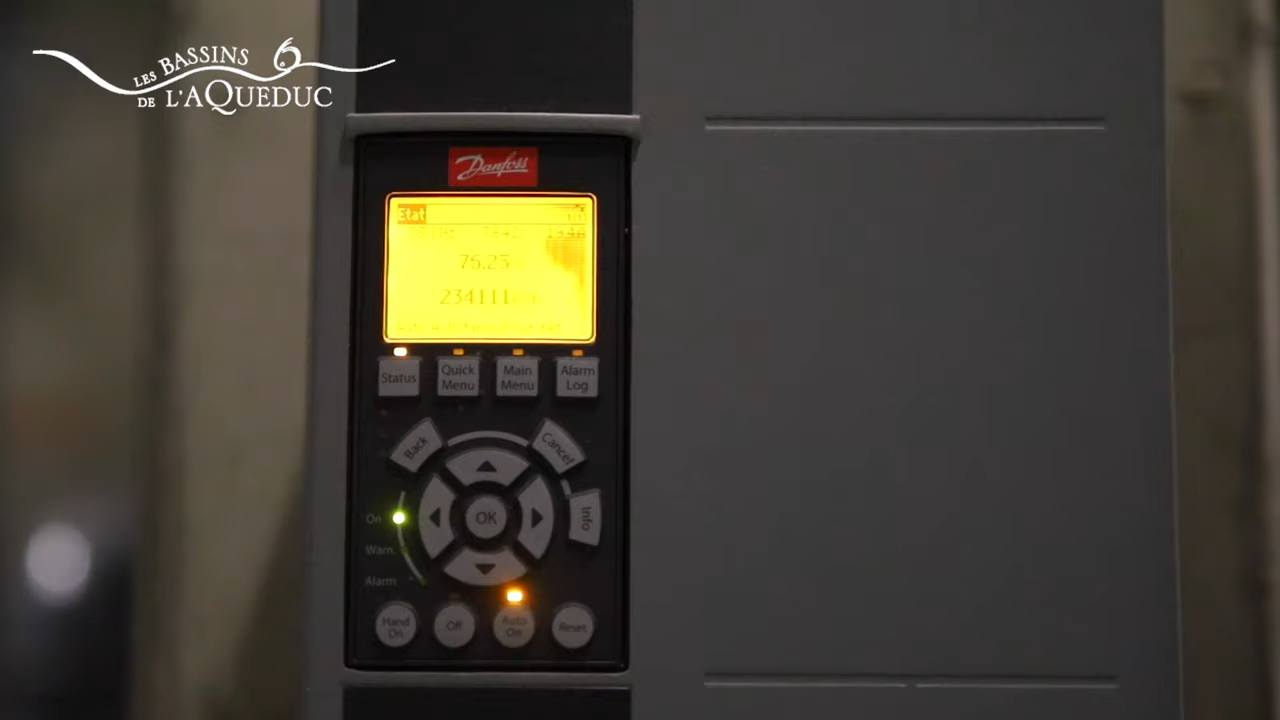 LES BASSINS
DE L'AQUEDUC
Danfoss
Etat
76.25
234111
Status
Quick Menu
Main Menu
Alarm Log
Back
Cancel
OK
Info
On
Warn.
Alarm
Hand On
Off
Auto On
Reset